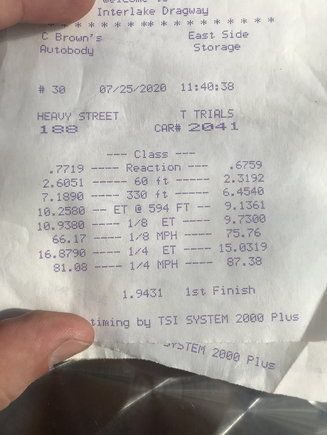 Welcome to
Interlake Dragway
* * * * * * * * * * * * * * * * * * *
C Brown's East Side
Autobody Storage
# 30 07/25/2020 11:40:38
HEAVY STREET T TRIALS
188 CAR# 2041
--- Class ---
.7719 ---- Reaction --- .6759
2.6051 ----- 60 ft ---- 2.3192
7.1890 ---- 330 ft ---- 6.4540
10.2580 -- ET @ 594 FT -- 9.1361
10.9380 ---- 1/8 ET ---- 9.7300
66.17 ---- 1/8 MPH ---- 75.76
16.8790 ---- 1/4 ET ---- 15.0319
81.08 ---- 1/4 MPH ---- 87.38
1.9431 1st Finish
timing by TSI SYSTEM 2000 Plus
SYSTEM 2000 Plus